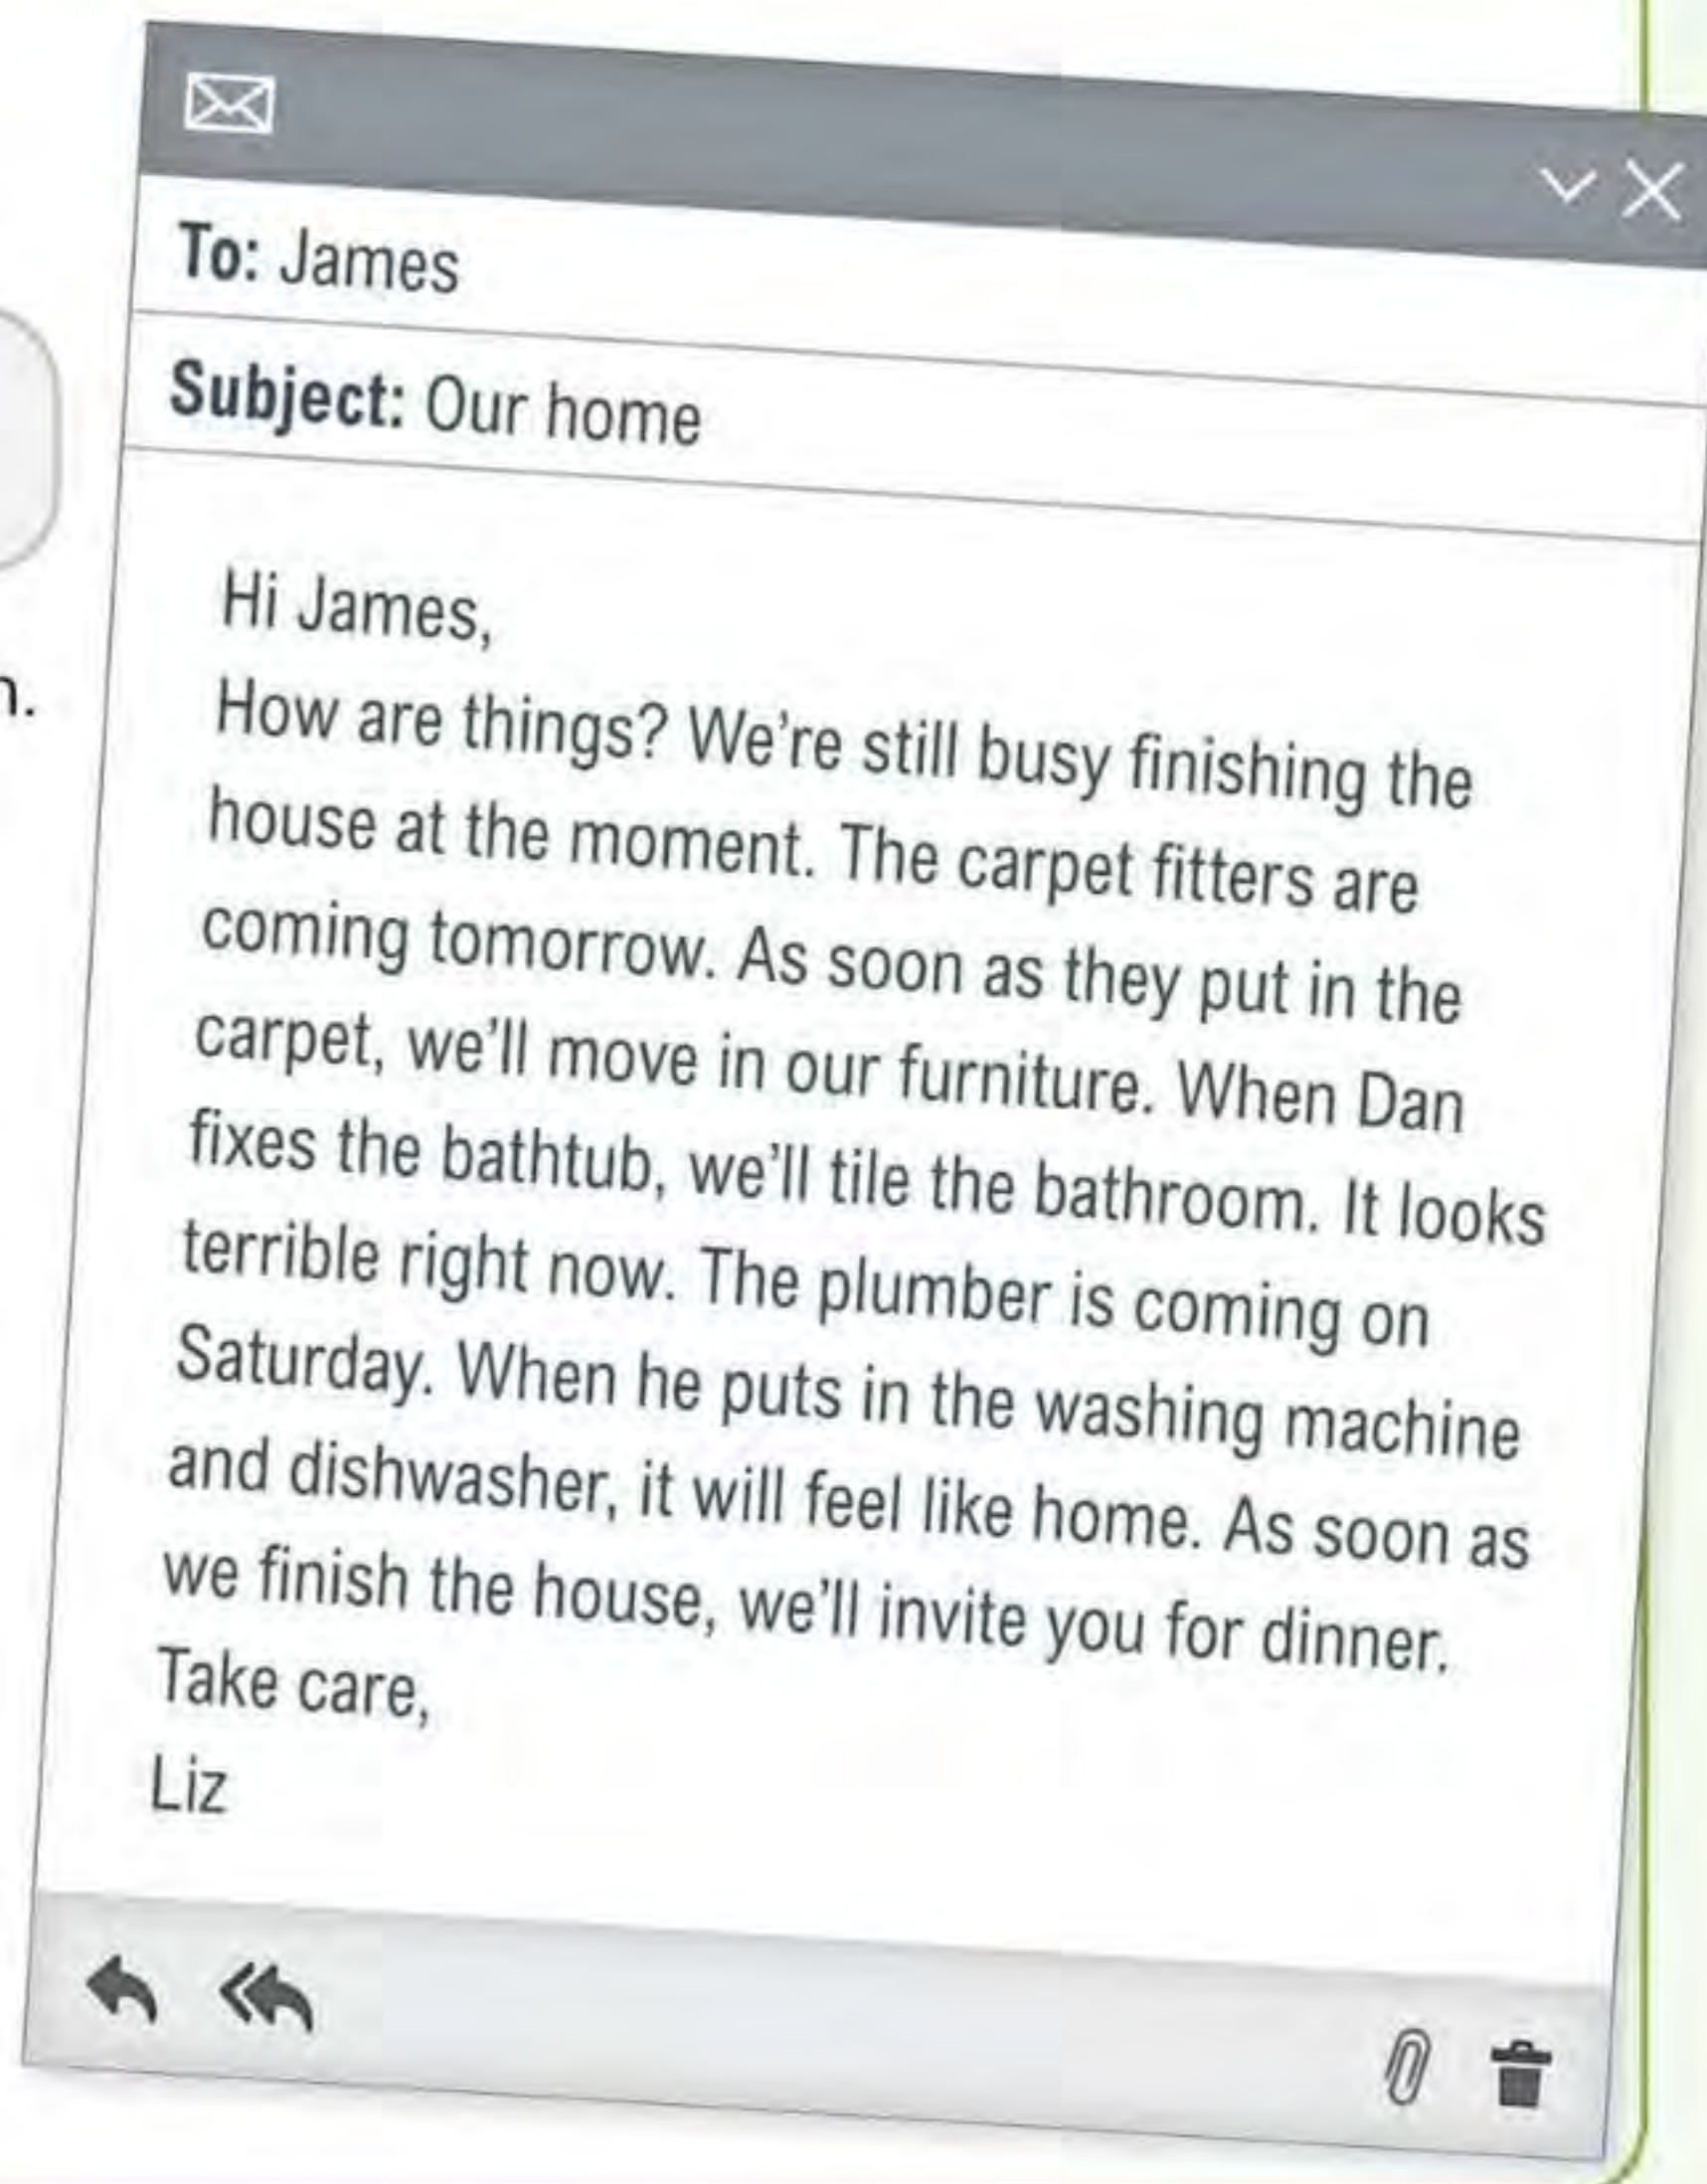 To: James
Subject: Our home
Hi James,
How are things? We're still busy finishing the
house at the moment. The carpet fitters are
coming tomorrow. As soon as they put in the
carpet, we'll move in our furniture. When Dan
fixes the bathtub, we'll tile the bathroom. It looks
terrible right now. The plumber is coming on
Saturday. When he puts in the washing machine
and dishwasher, it will feel like home. As soon as
we finish the house, we'll invite you for dinner.
Take care,
Liz